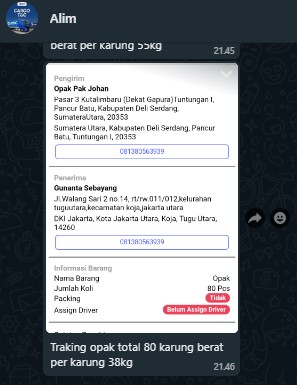 CARGO
TGC
Alim
berat per karung 55kg
21.45
Pengirim
Opak Pak Johan
Pasar 3 Kutalimbaru (Dekat Gapura)Tuntungan I,
Pancur Batu, Kabupaten Deli Serdang,
SumateraUtara, 20353
Sumatera Utara, Kabupaten Deli Serdang, Pancur
Batu, Tuntungan I, 20353
081380563939
Penerima
Gunanta Sebayang
Jl.Walang Sari 2 no.14, rt/rw.011/012,kelurahan
tuguutara,kecamatan koja,jakarta utara
DKI Jakarta, Kota Jakarta Utara, Koja, Tugu Utara,
14260
081380563939
Informasi Barang
Nama Barang Opak
Jumlah Koli 80 Pcs
Packing Tidak
Assign Driver Belum Assign Driver
Traking opak total 80 karung berat
per karung 38kg
21.46